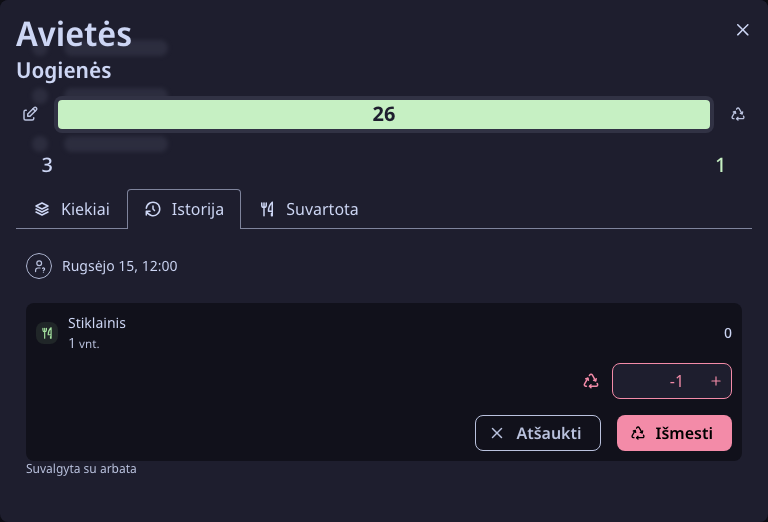 Avietės
Uogienės
26
3
1
Kiekiai
Istorija
Suvartota
Rugsėjo 15, 12:00
Stiklainis
1 vnt.
0
-1 +
Atšaukti
Išmesti
Suvalgyta su arbata